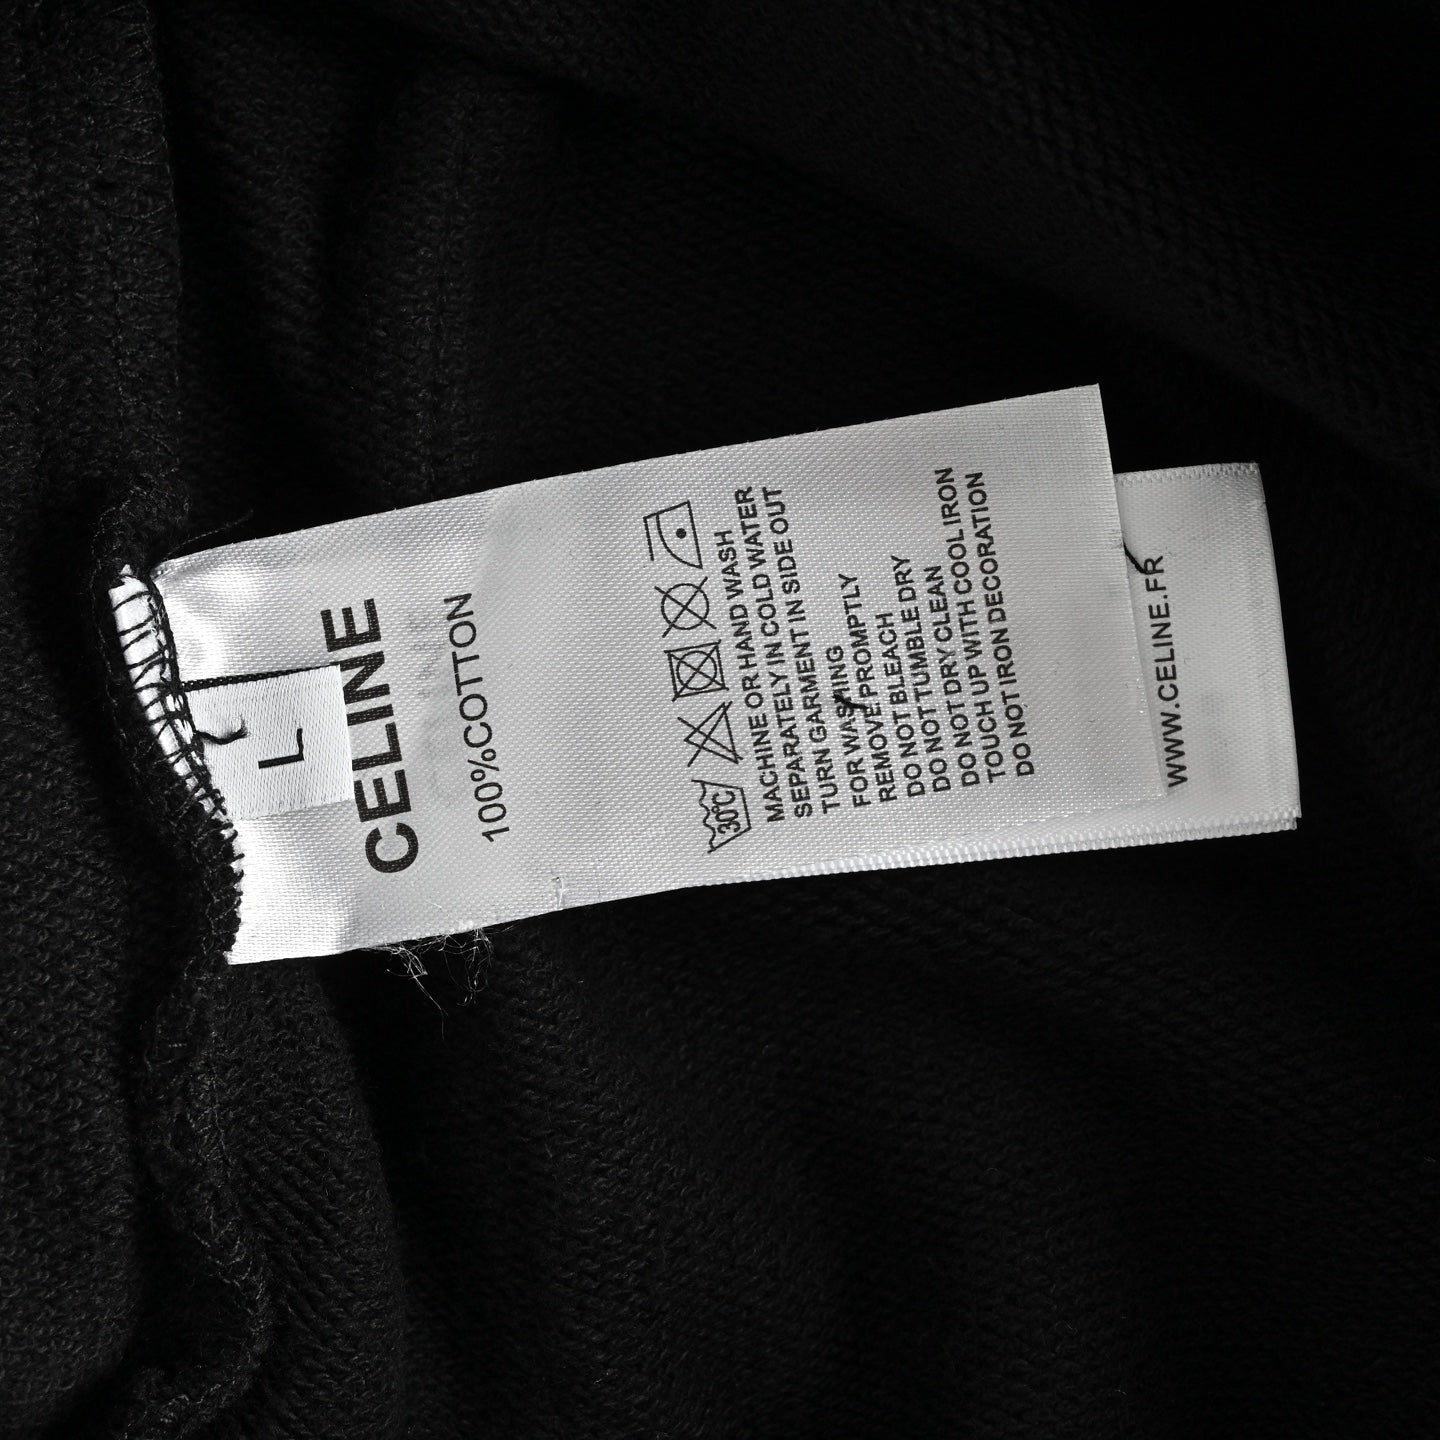 L
CELINE
100%COTTON
30°C
MACHINE OR HAND WASH
SEPARATELY IN COLD WATER
TURN GARMENT IN SIDE OUT
FOR WASHING
REMOVE PROMPTLY
DO NOT BLEACH
DO NOT TUMBLE DRY
DO NOT DRY CLEAN
TOUCH UP WITH COOL IRON
DO NOT IRON DECORATION
WWW.CELINE.FR